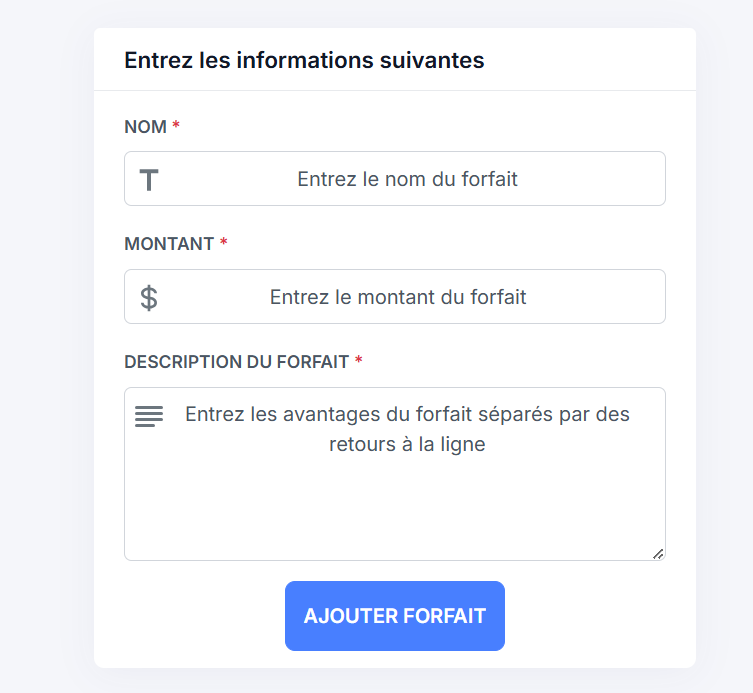 Entrez les informations suivantes
NOM *
Entrez le nom du forfait
MONTANT *
$ Entrez le montant du forfait
DESCRIPTION DU FORFAIT *
Entrez les avantages du forfait séparés par des
retours à la ligne
AJOUTER FORFAIT